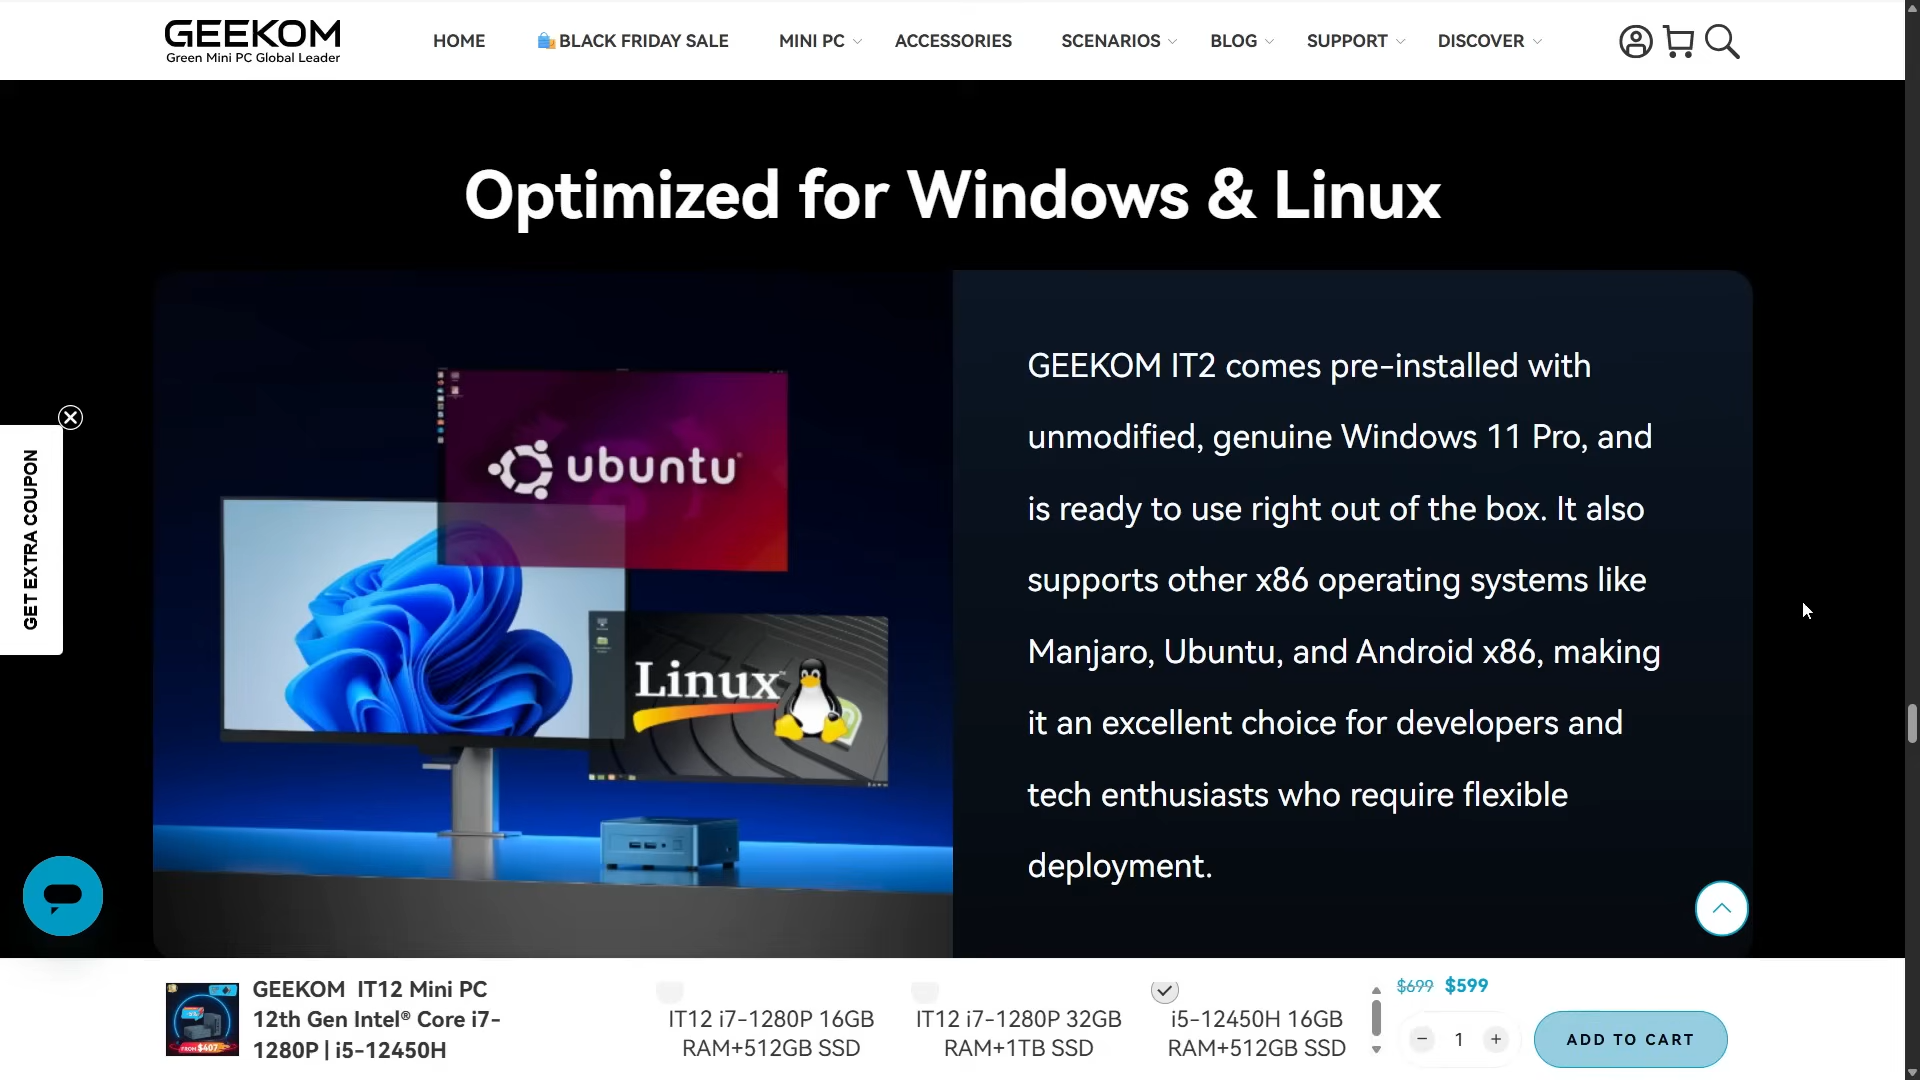 GEEKOM
Green Mini PC Global Leader
HOME
BLACK FRIDAY SALE
MINI PC
ACCESSORIES
SCENARIOS
BLOG
SUPPORT
DISCOVER
Optimized for Windows & Linux
ubuntu
Linux
GEEKOM IT2 comes pre-installed with
unmodified, genuine Windows 11 Pro, and
is ready to use right out of the box. It also
supports other x86 operating systems like
Manjaro, Ubuntu, and Android x86, making
it an excellent choice for developers and
tech enthusiasts who require flexible
deployment.
GET EXTRA COUPON
FROM $407
GEEKOM IT12 Mini PC
12th Gen Intel® Core i7-
1280P | i5-12450H
IT12 i7-1280P 16GB
RAM+512GB SSD
IT12 i7-1280P 32GB
RAM+1TB SSD
i5-12450H 16GB
RAM+512GB SSD
$699 $599
− 1 +
ADD TO CART